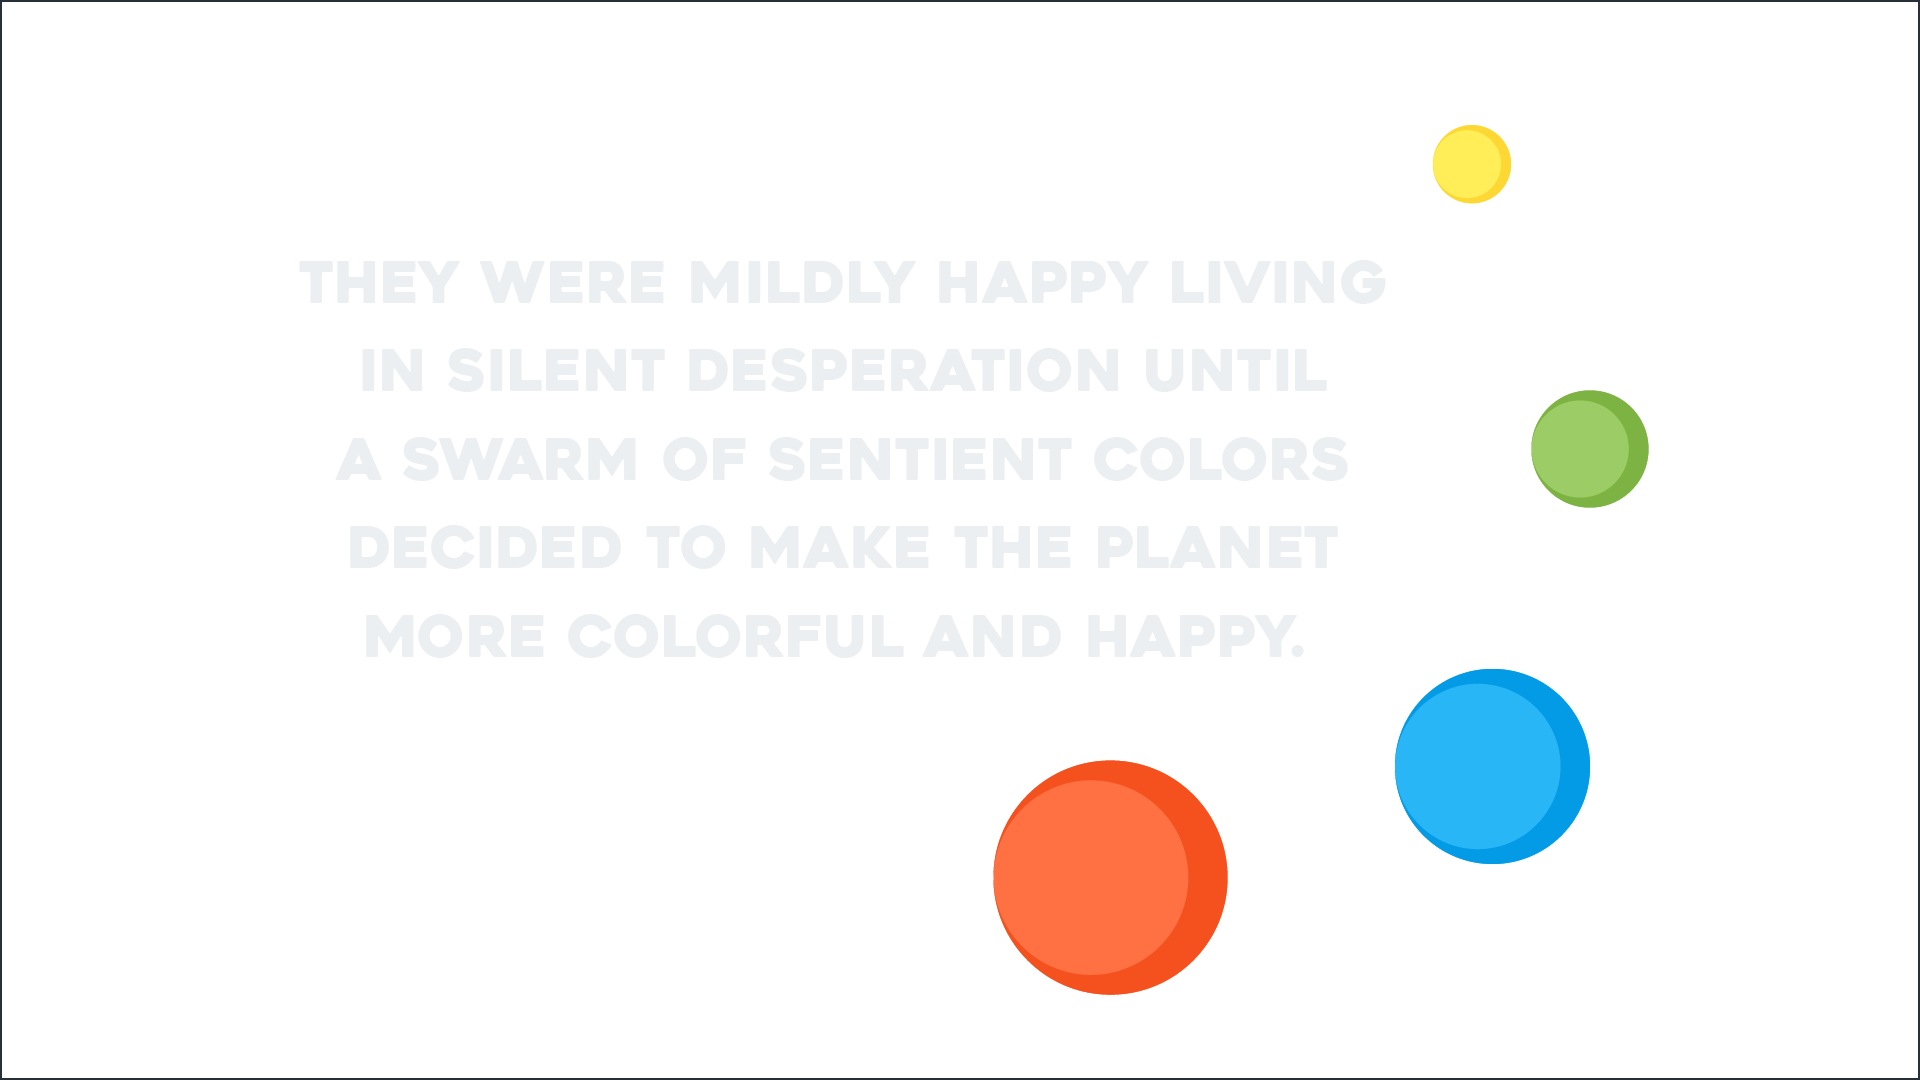 THEY WERE MILDLY HAPPY LIVING
IN SILENT DESPERATION UNTIL
A SWARM OF SENTIENT COLORS
DECIDED TO MAKE THE PLANET
MORE COLORFUL AND HAPPY.